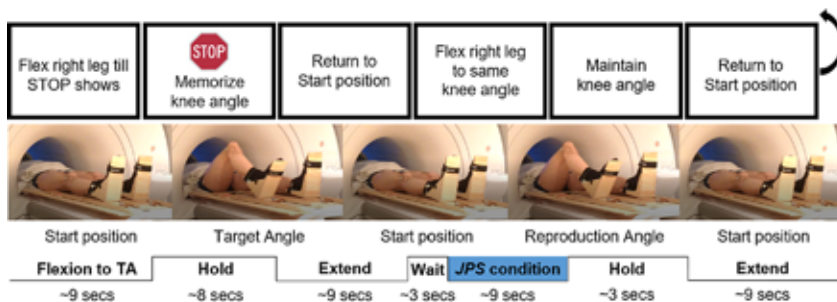 Flex right leg till
STOP shows
STOP
Memorize
knee angle
Return to
Start position
Flex right leg
to same
knee angle
Maintain
knee angle
Return to
Start position
Start position
Target Angle
Start position
Reproduction Angle
Start position
Flexion to TA
Hold
Extend
Wait
JPS condition
Hold
Extend
~9 secs
~8 secs
~9 secs
~3 secs
~9 secs
~3 secs
~9 secs